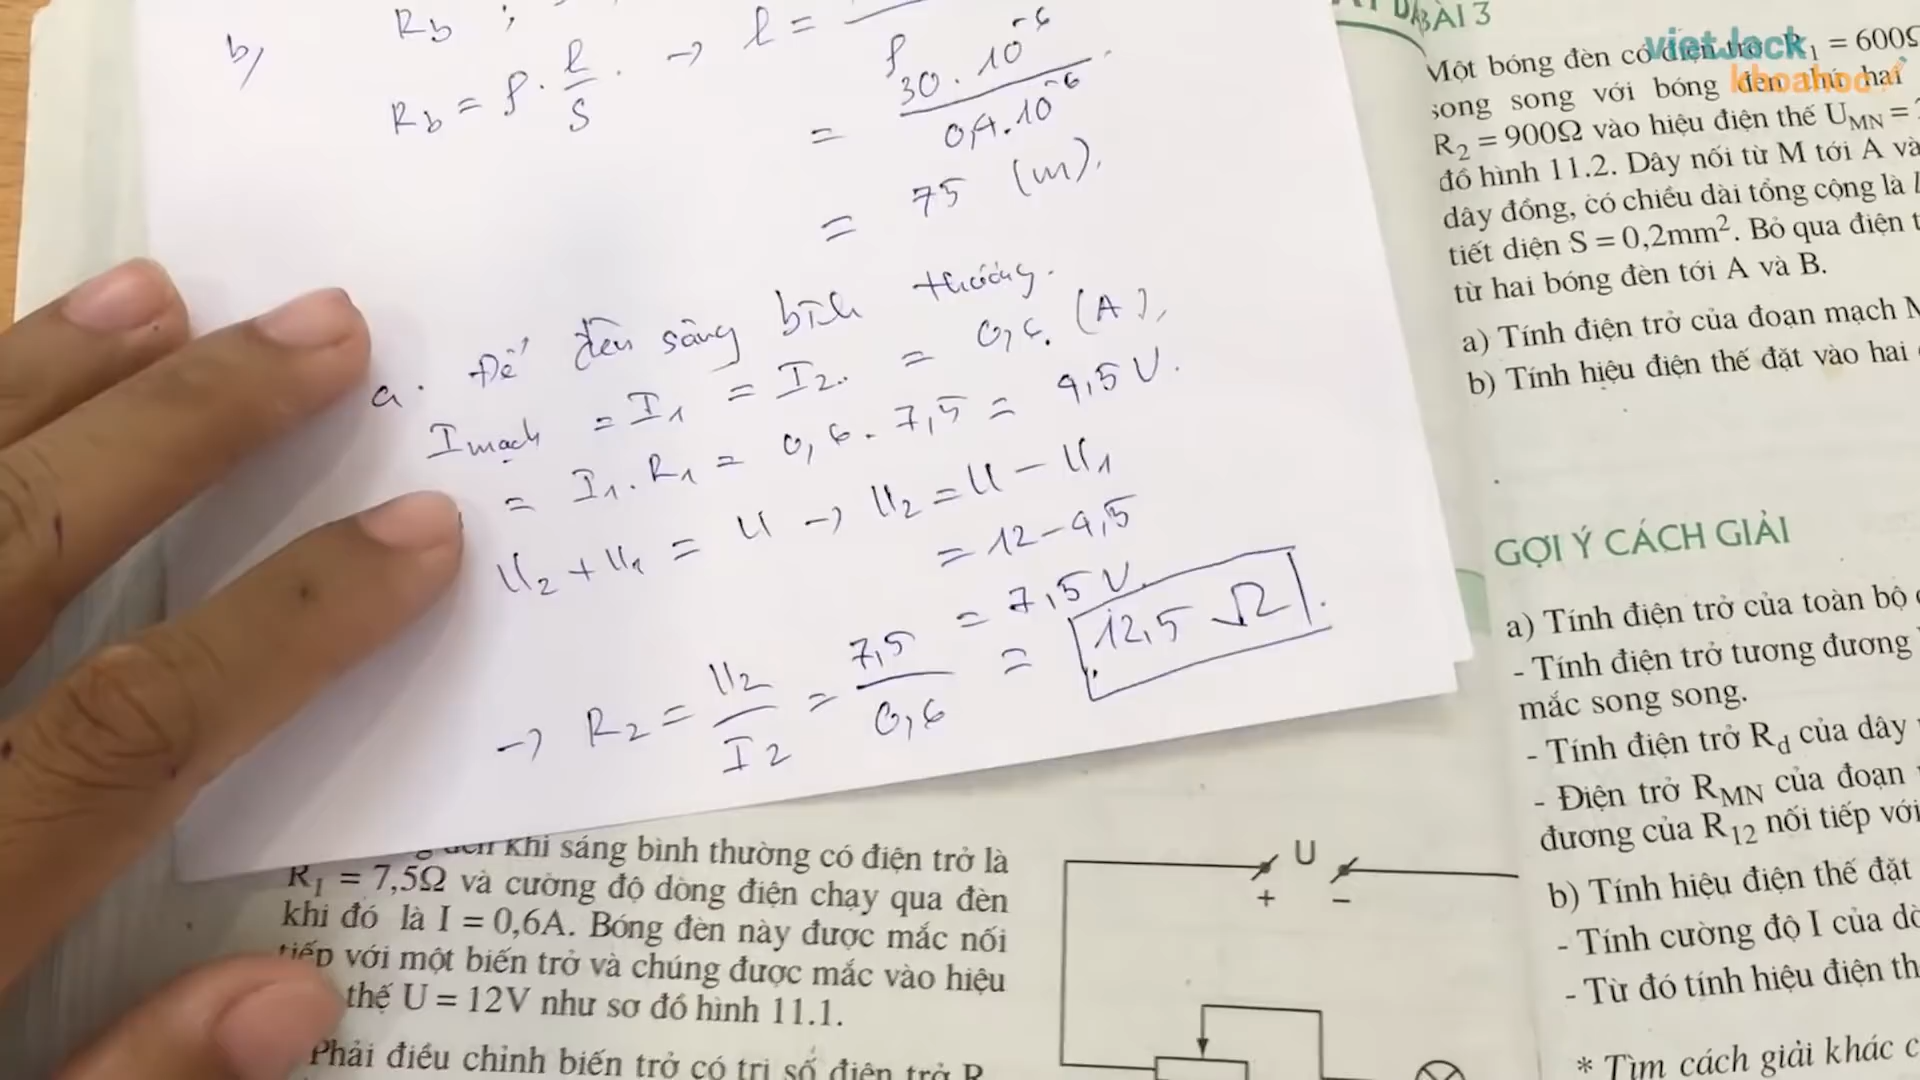 b)
Rb ;
Rb = ρ . l/S . → l =
ρ
= 30 . 10⁻⁶ / 0,4.10⁻⁶
= 75 (m).
a. Để đèn sáng bình thường.
I mạch = I1 = I2. = 0,6. (A),
= I1. R1 = 0,6 . 7,5 = 4,5 V.
U2 + U1 = U → U2 = U − U1
= 12 − 4,5
= 7,5 V.
→ R2 = U2/I2 = 7,5/0,6 = 12,5 Ω .
khi sáng bình thường có điện trở là
R1 = 7,5Ω và cường độ dòng điện chạy qua đèn
khi đó là I = 0,6A. Bóng đèn này được mắc nối
tiếp với một biến trở và chúng được mắc vào hiệu
thế U = 12V như sơ đồ hình 11.1.
Phải điều chỉnh biến trở có trị số điện trở R
U
+ −
BÀI 3
vietJack
khoahoc
Một bóng đèn có điện trở R1 = 600Ω
song song với bóng đèn thứ hai
R2 = 900Ω vào hiệu điện thế UMN =
đồ hình 11.2. Dây nối từ M tới A và
dây đồng, có chiều dài tổng cộng là l
tiết diện S = 0,2mm². Bỏ qua điện t
từ hai bóng đèn tới A và B.
a) Tính điện trở của đoạn mạch M
b) Tính hiệu điện thế đặt vào hai
GỢI Ý CÁCH GIẢI
a) Tính điện trở của toàn bộ
- Tính điện trở tương đương
mắc song song.
- Tính điện trở Rd của dây
- Điện trở RMN của đoạn
đương của R12 nối tiếp với
b) Tính hiệu điện thế đặt
- Tính cường độ I của dò
- Từ đó tính hiệu điện th
* Tìm cách giải khác c